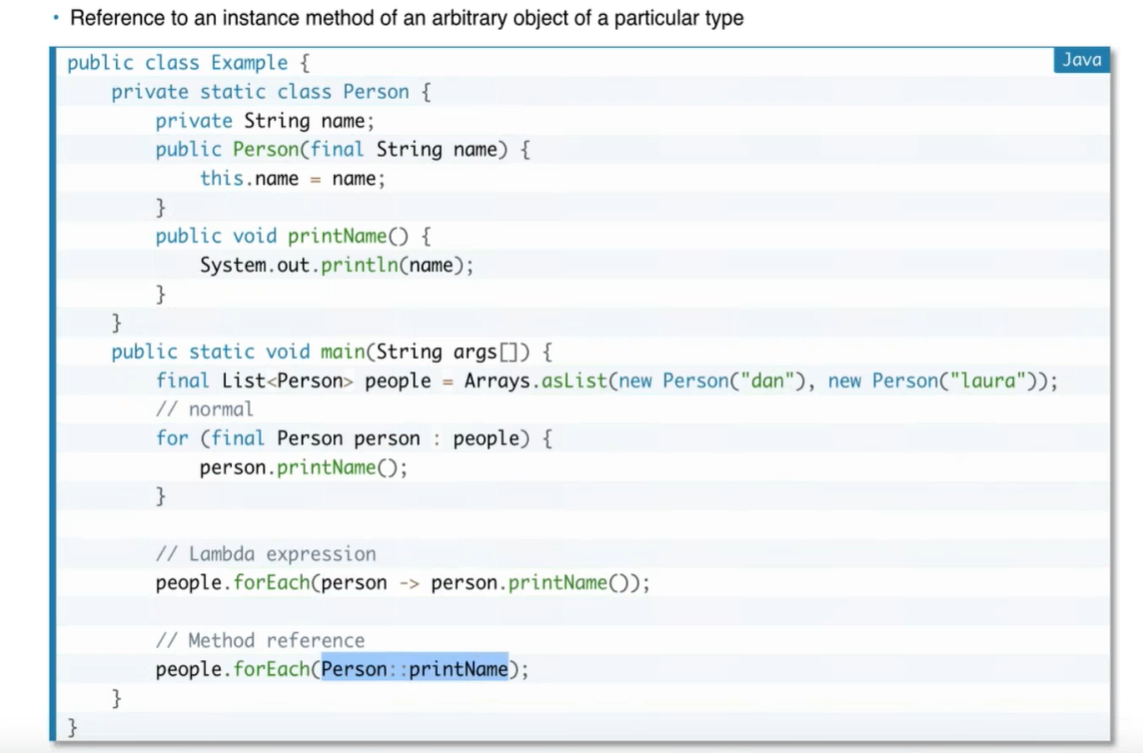 • Reference to an instance method of an arbitrary object of a particular type
Java
public class Example {
    private static class Person {
        private String name;
        public Person(final String name) {
            this.name = name;
        }
        public void printName() {
            System.out.println(name);
        }
    }
    public static void main(String args[]) {
        final List<Person> people = Arrays.asList(new Person("dan"), new Person("laura"));
        // normal
        for (final Person person : people) {
            person.printName();
        }

        // Lambda expression
        people.forEach(person -> person.printName());

        // Method reference
        people.forEach(Person::printName);
    }
}